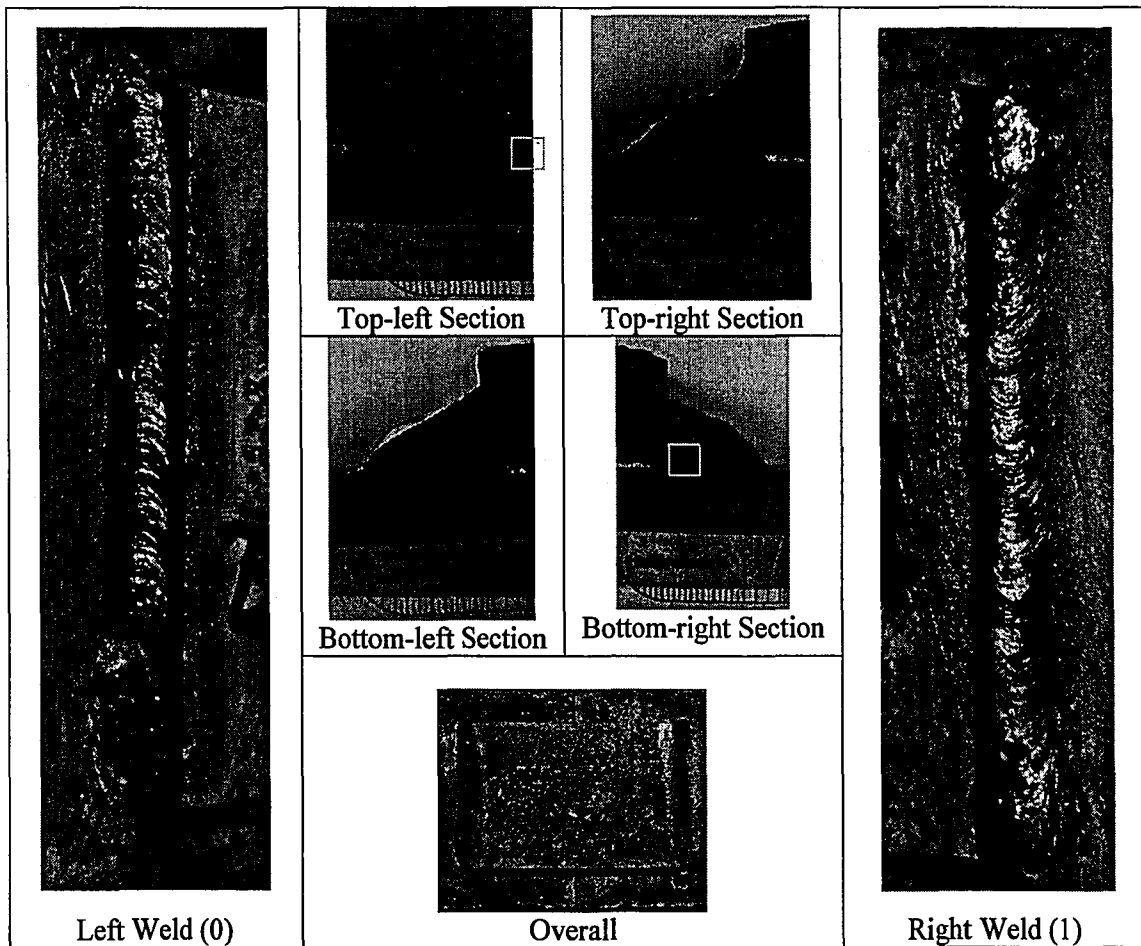 Top-left Section
Top-right Section
Bottom-left Section
Bottom-right Section
Left Weld (0)
Overall
Right Weld (1)